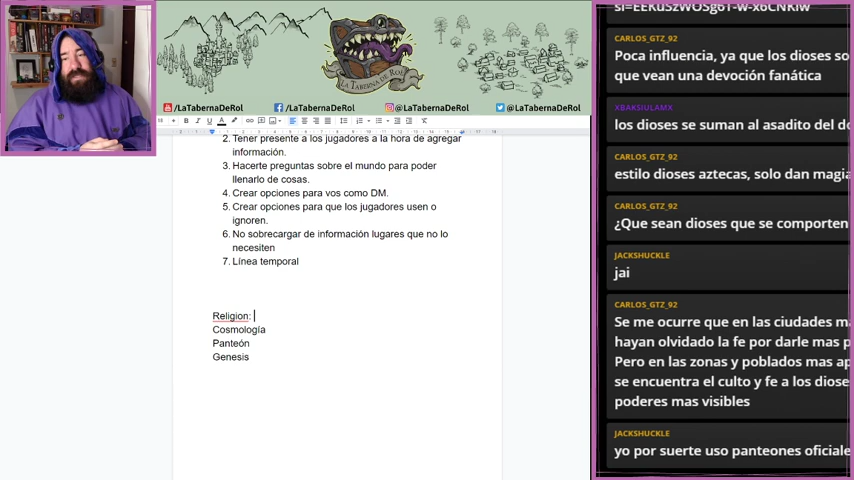 LA TABERNA DE ROL
/LaTabernaDeRol
/LaTabernaDeRol
@LaTabernaDeRol
@LaTabernaDeRol
2. Tener presente a los jugadores a la hora de agregar
información.
3. Hacerte preguntas sobre el mundo para poder
llenarlo de cosas.
4. Crear opciones para vos como DM.
5. Crear opciones para que los jugadores usen o
ignoren.
6. No sobrecargar de información lugares que no lo
necesiten
7. Línea temporal
Religion:
Cosmología
Panteón
Genesis
CARLOS_GTZ_92
Poca influencia, ya que los dioses so
que vean una devoción fanática
XBAKSIULAMX
los dioses se suman al asadito del do
CARLOS_GTZ_92
estilo dioses aztecas, solo dan magia
CARLOS_GTZ_92
¿Que sean dioses que se comporten
JACKSHUCKLE
jai
CARLOS_GTZ_92
Se me ocurre que en las ciudades ma
hayan olvidado la fe por darle mas p
Pero en las zonas y poblados mas ap
se encuentra el culto y fe a los diose
poderes mas visibles
JACKSHUCKLE
yo por suerte uso panteones oficiale